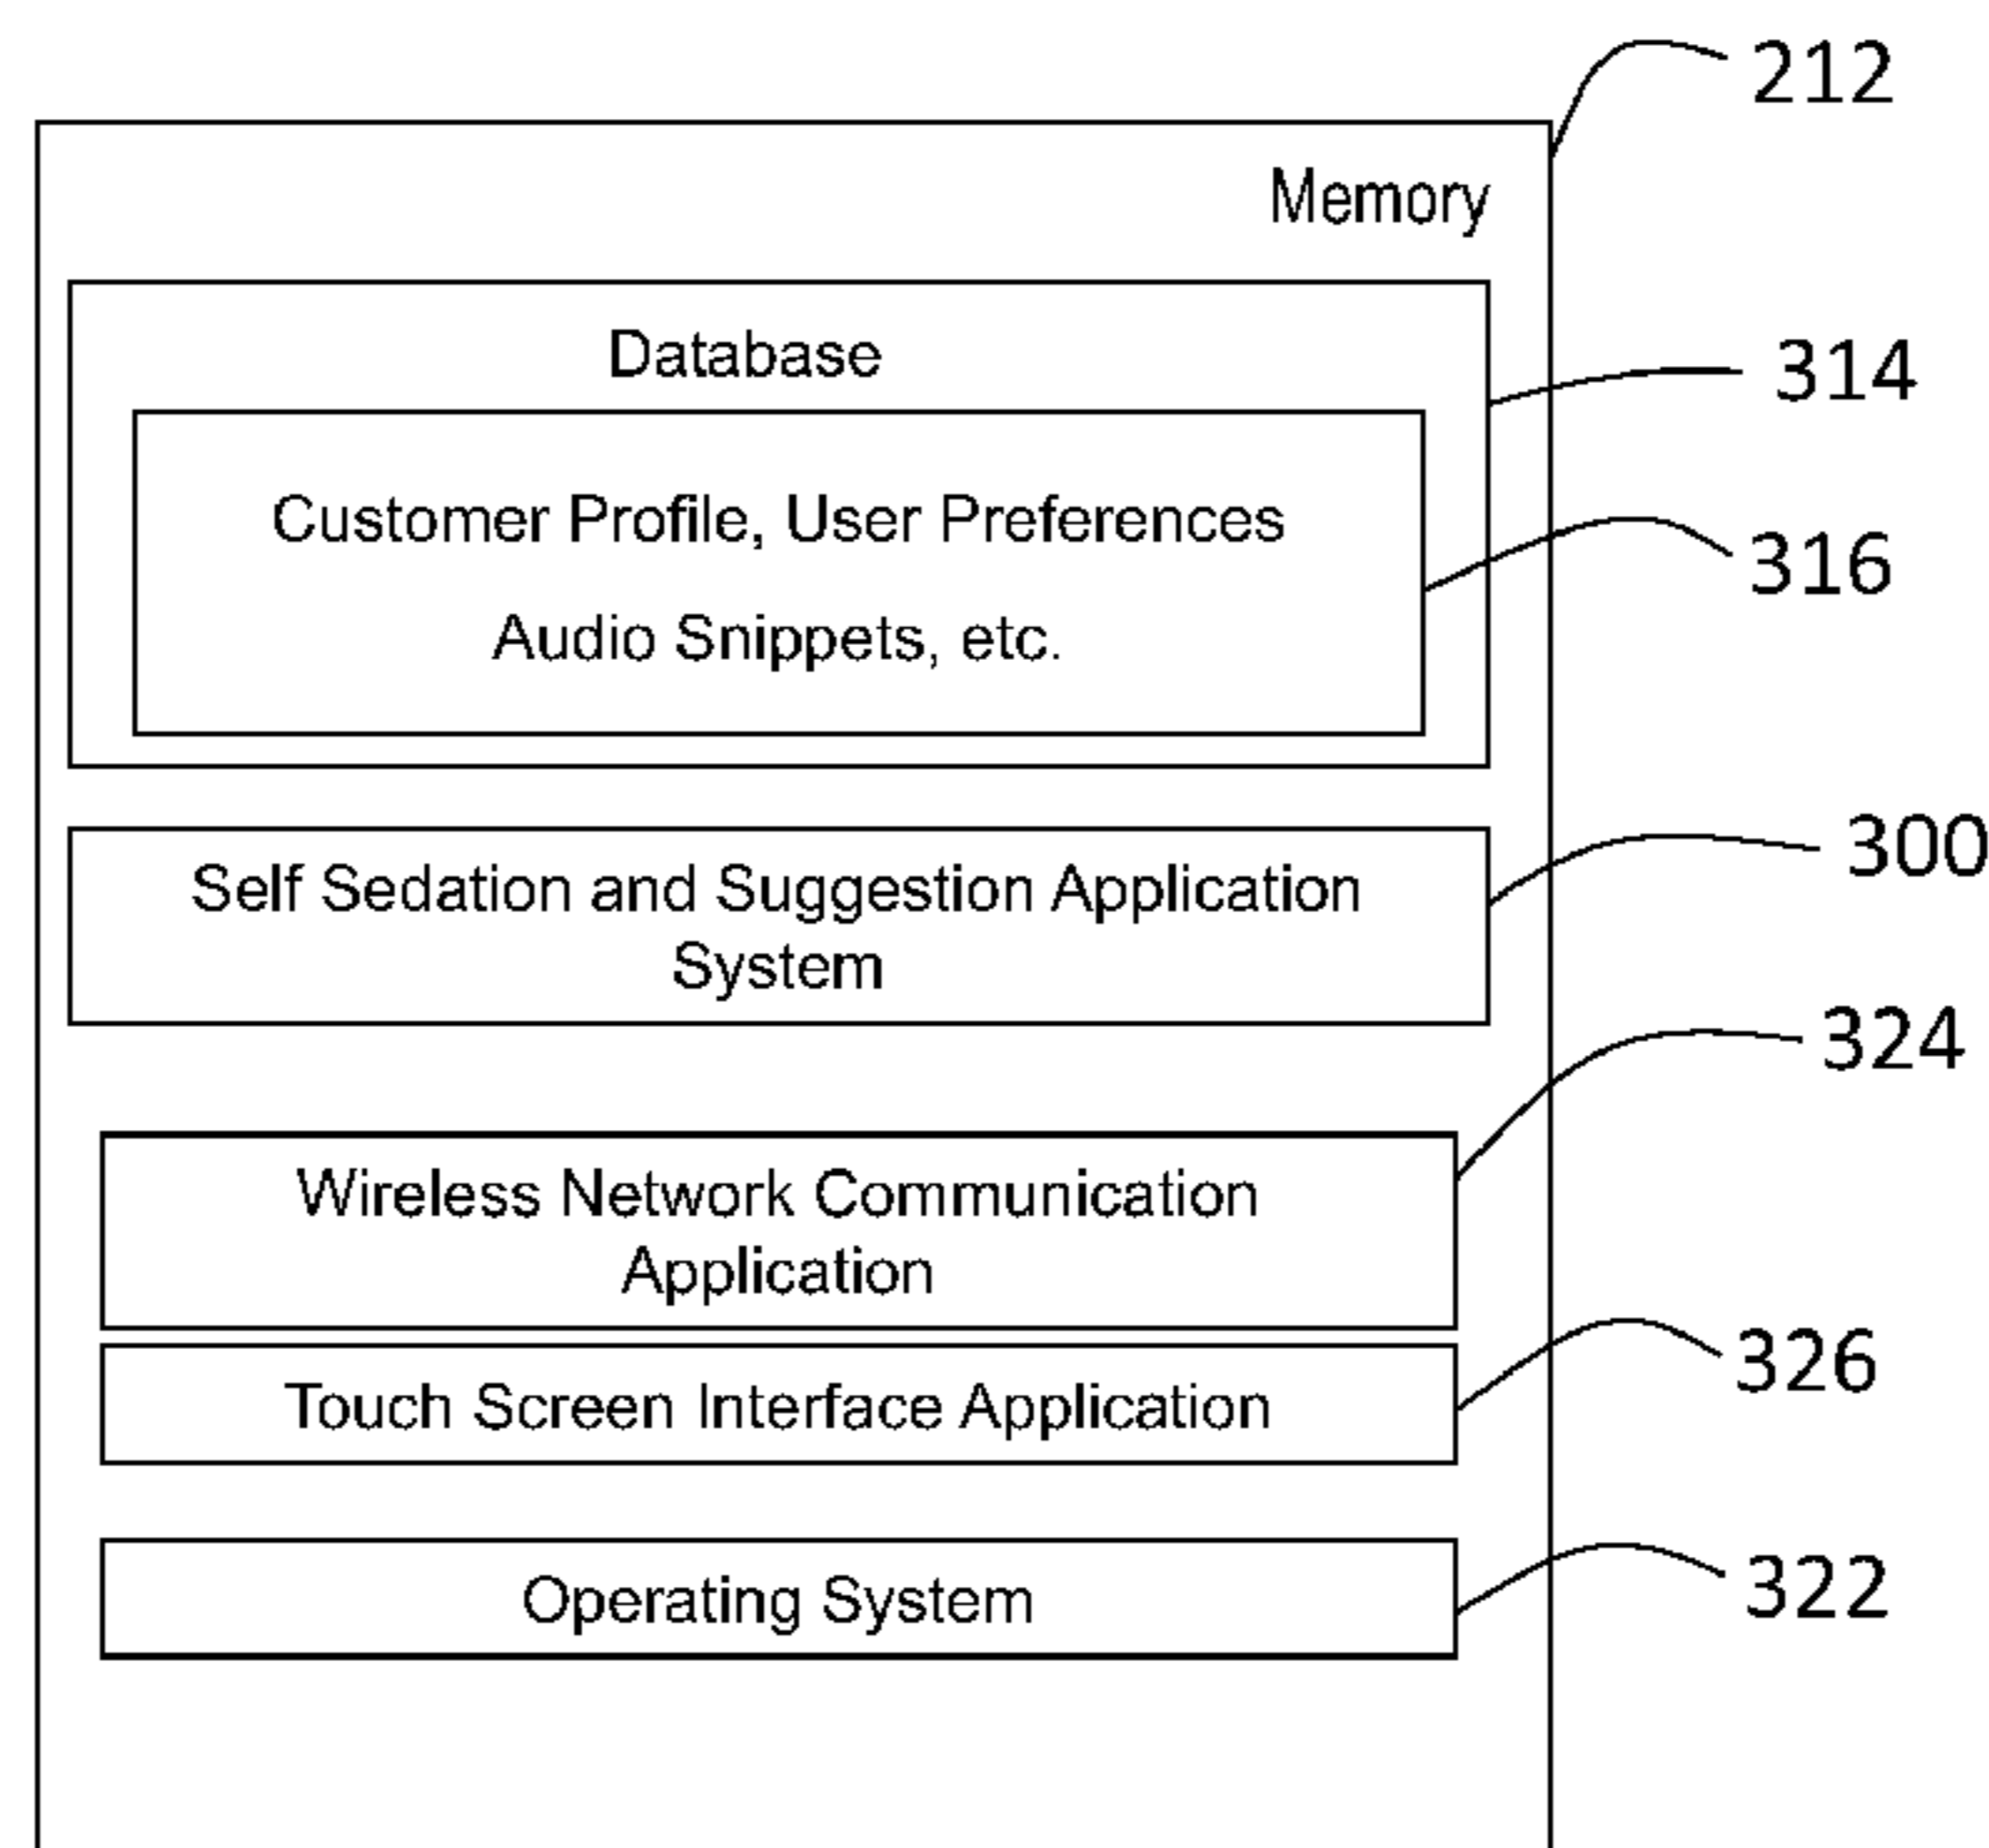 212
Memory
Database
314
Customer Profile, User Preferences
316
Audio Snippets, etc.
300
Self Sedation and Suggestion Application
System
324
Wireless Network Communication
Application
326
Touch Screen Interface Application
322
Operating System